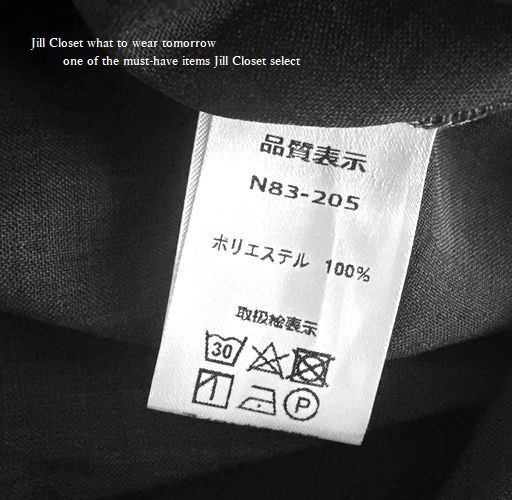 Jill Closet what to wear tomorrow
one of the must-have items Jill Closet select
品質表示
N83-205
ポリエステル 100%
取扱絵表示
30
P